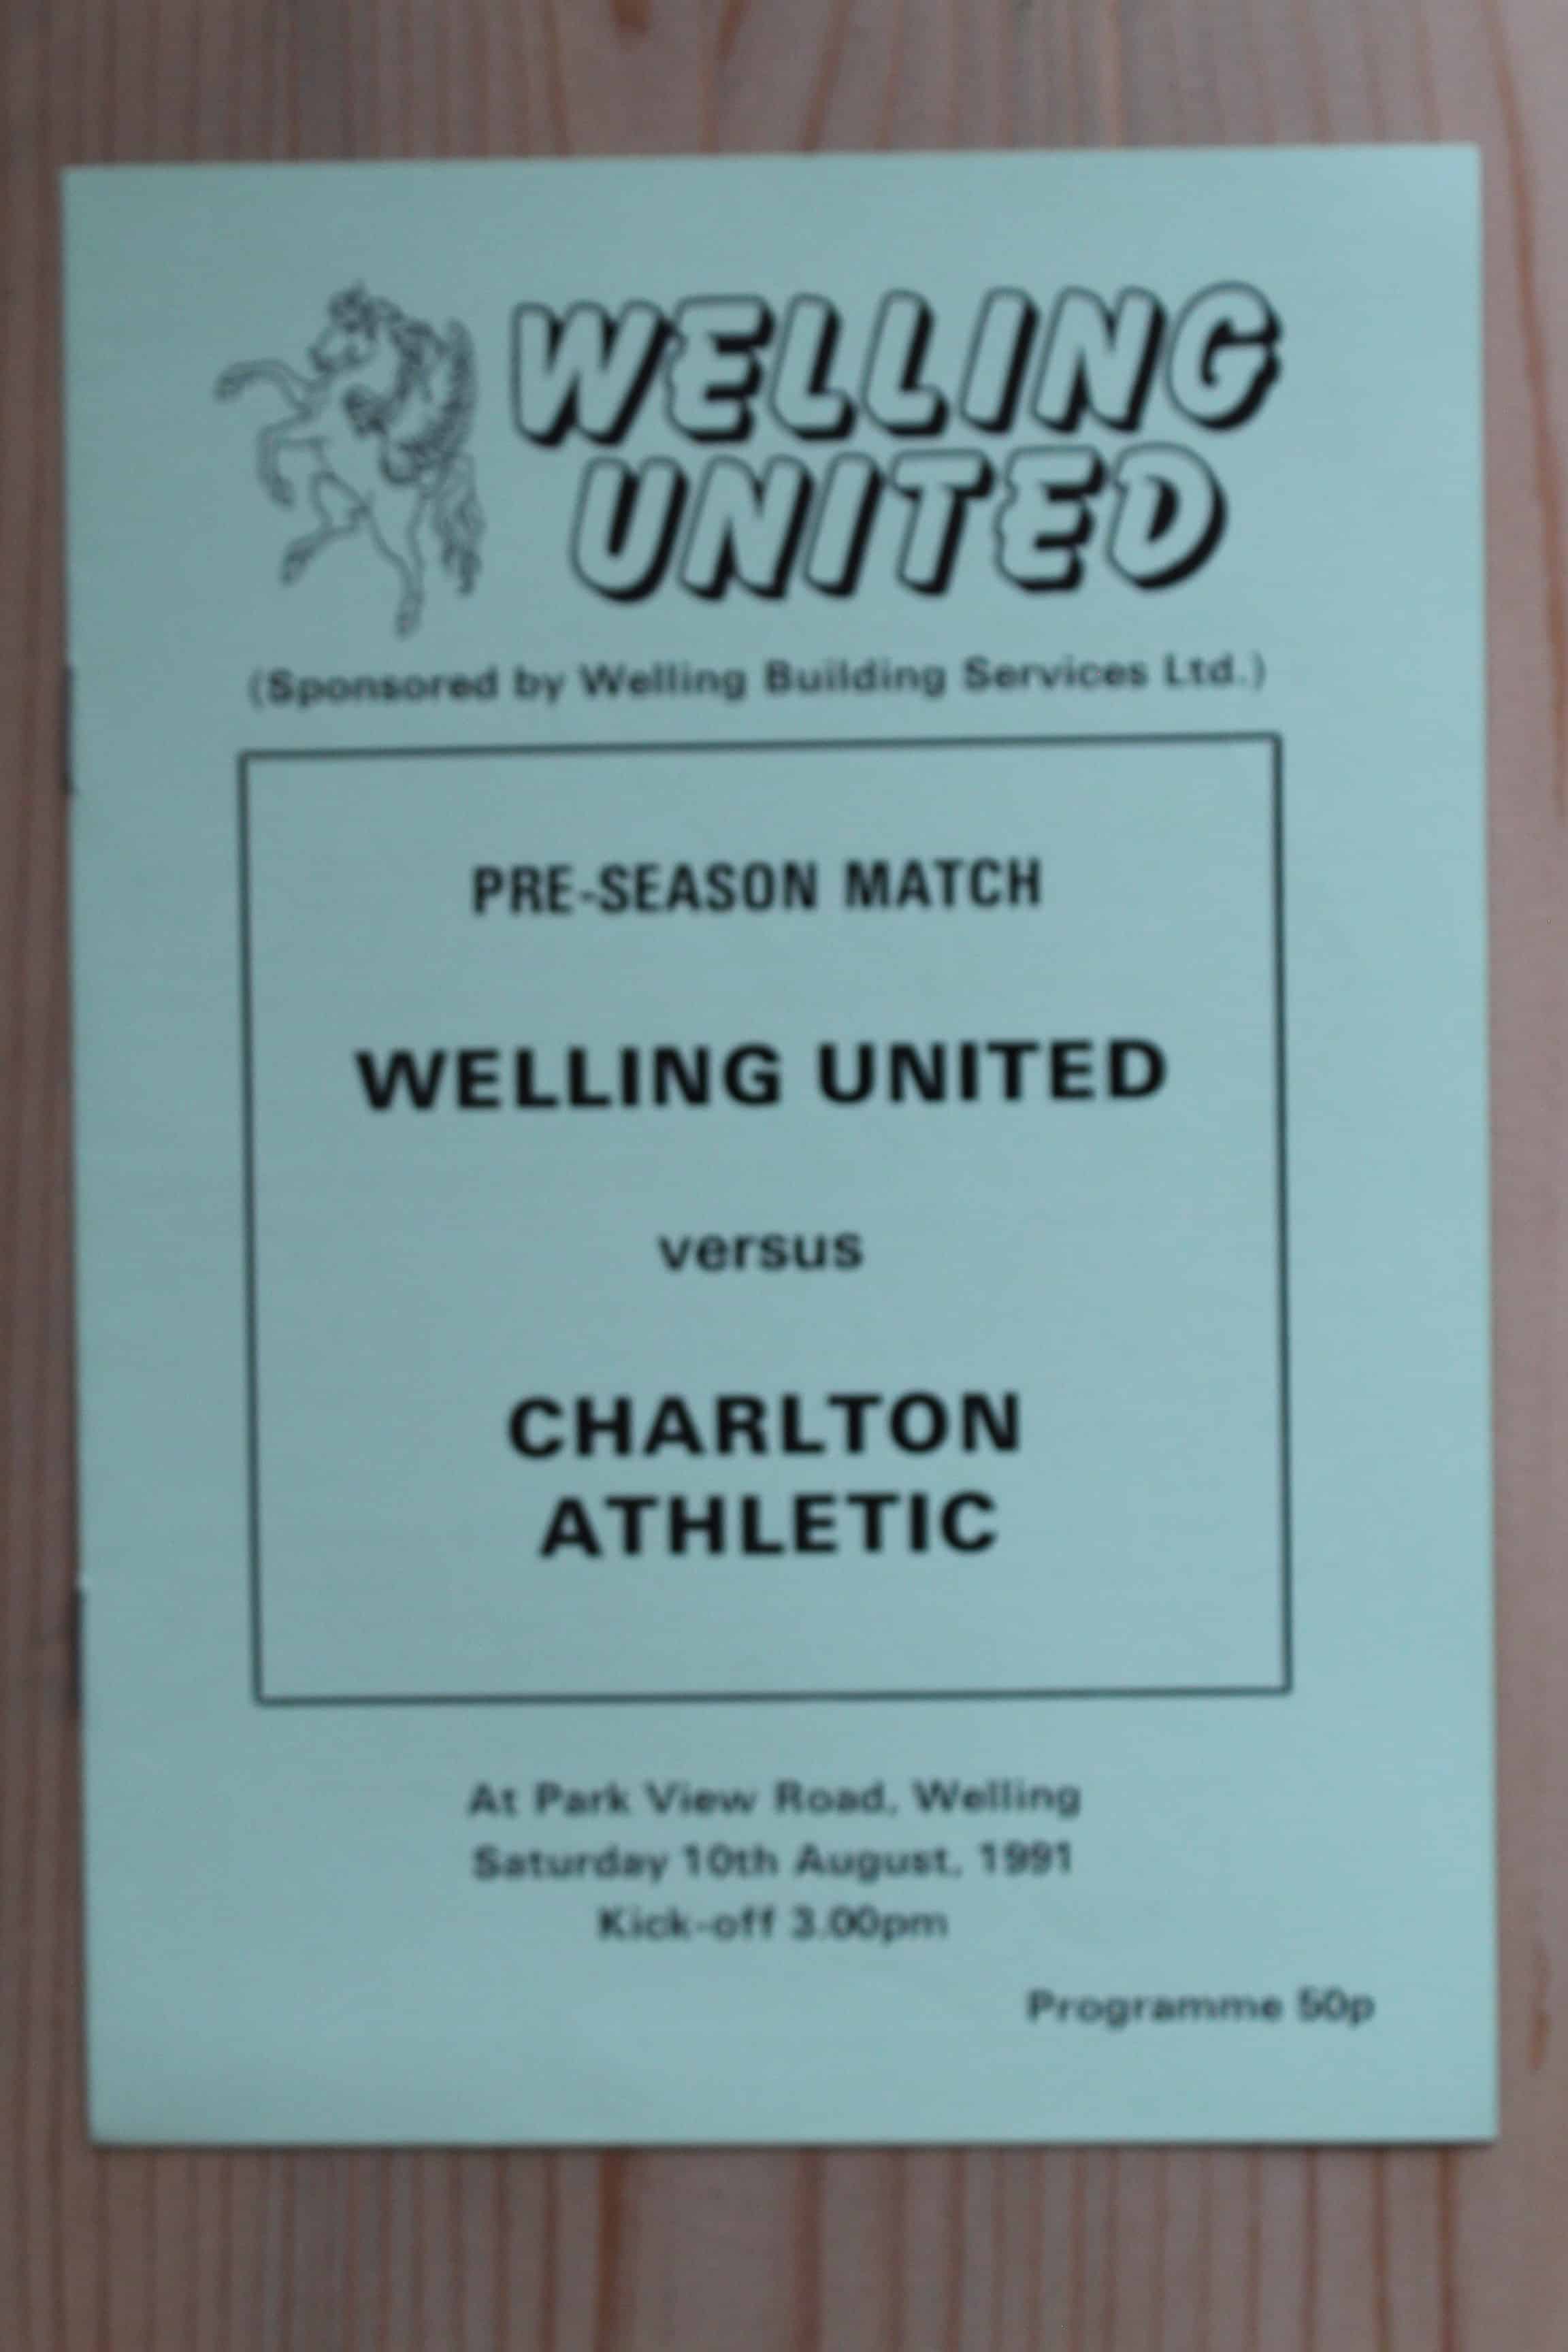 WELLING
UNITED
(Sponsored by Welling Building Services Ltd.)
PRE-SEASON MATCH
WELLING UNITED
versus
CHARLTON
ATHLETIC
At Park View Road, Welling
Saturday 10th August, 1991
Kick-off 3.00pm
Programme 50p